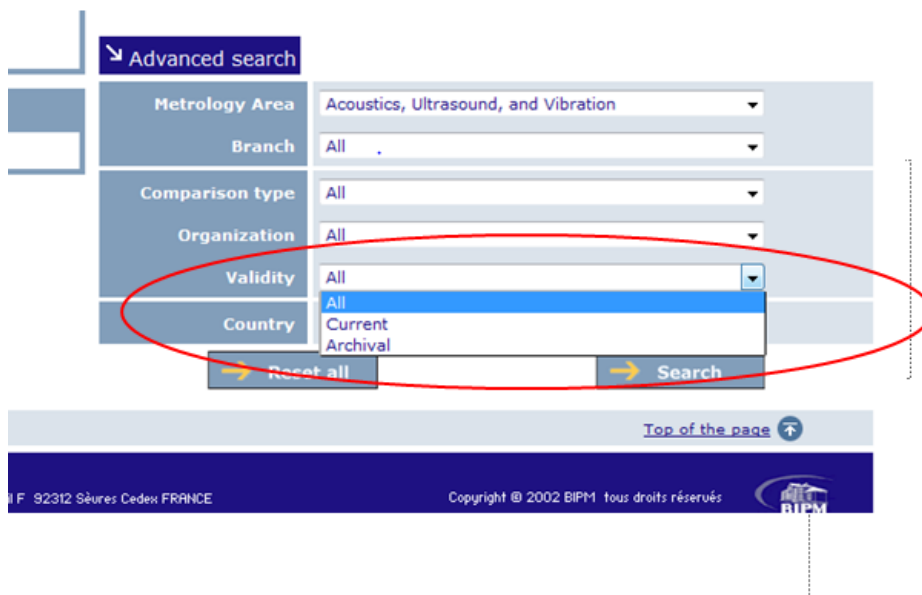 Advanced search
Metrology Area Acoustics, Ultrasound, and Vibration
Branch All
Comparison type All
Organization All
Validity All
All
Country Current
Archival
Reset all Search
Top of the page
F 92312 Sèvres Cedex FRANCE Copyright © 2002 BIPM tous droits réservés
BIPM